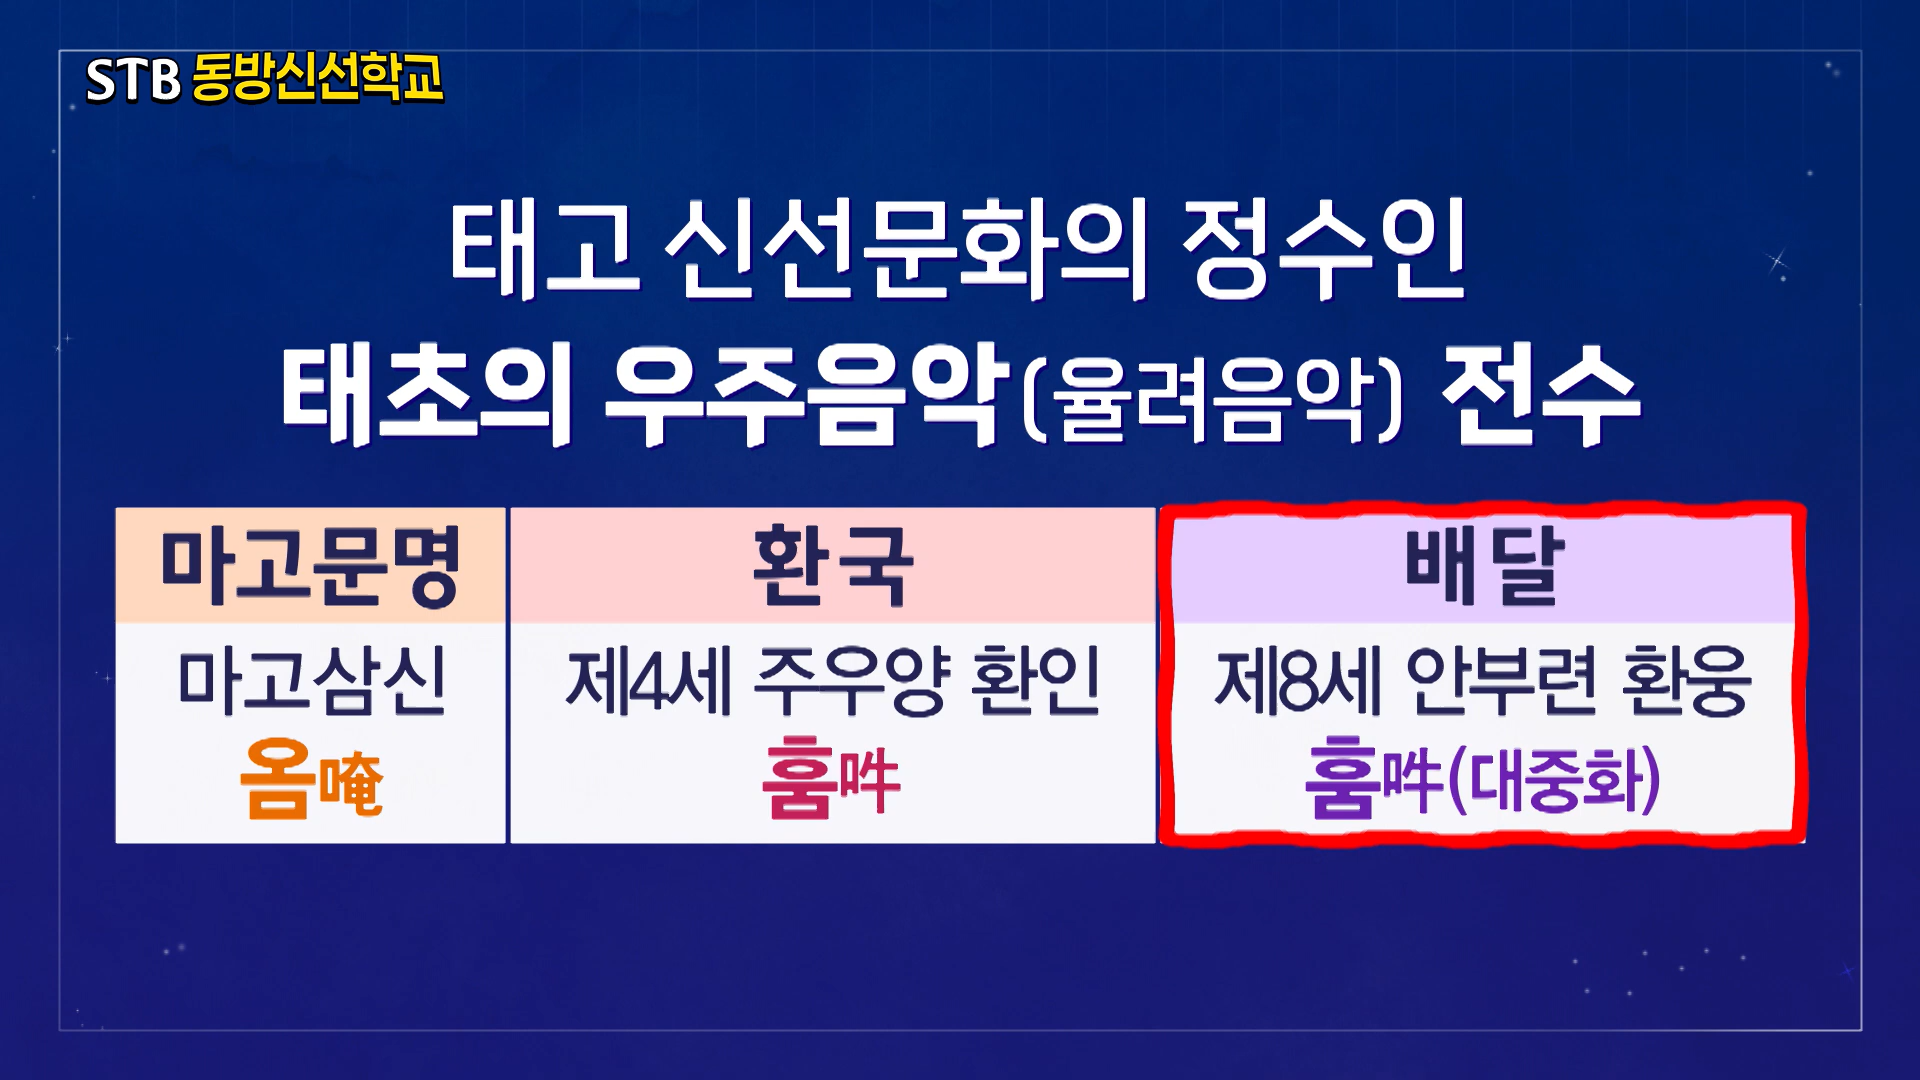 STB 동방신선학교
태고 신선문화의 정수인
태초의 우주음악(율려음악) 전수
마고문명
마고삼신
옴唵
환국
제4세 주우양 환인
훔吽
배달
제8세 안부련 환웅
훔吽(대중화)